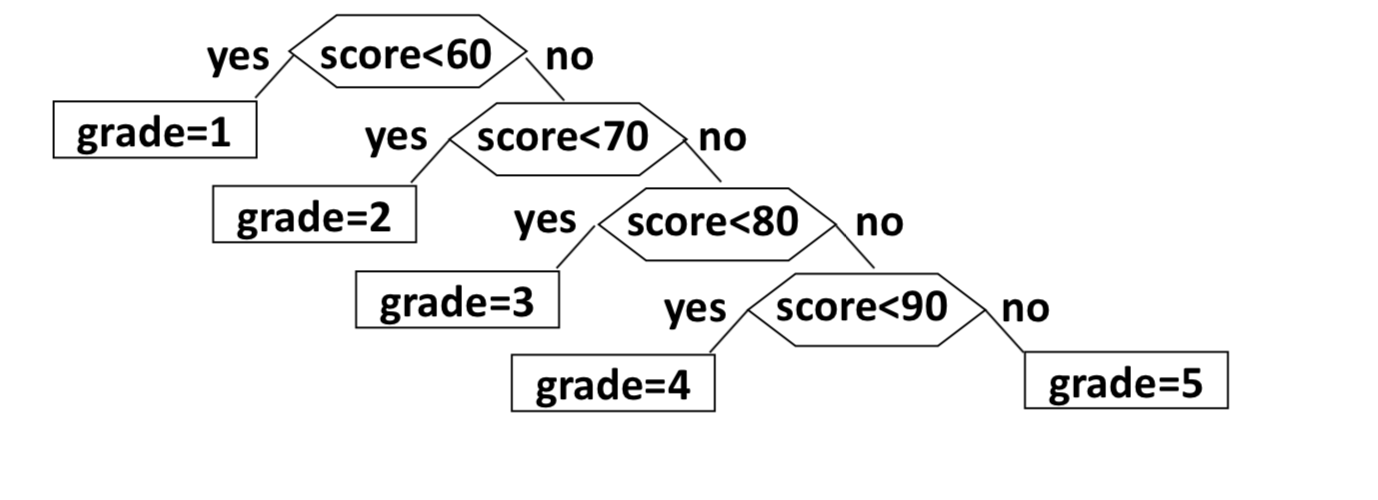 yes score<60 no
grade=1 yes score<70 no
grade=2 yes score<80 no
grade=3 yes score<90 no
grade=4 grade=5